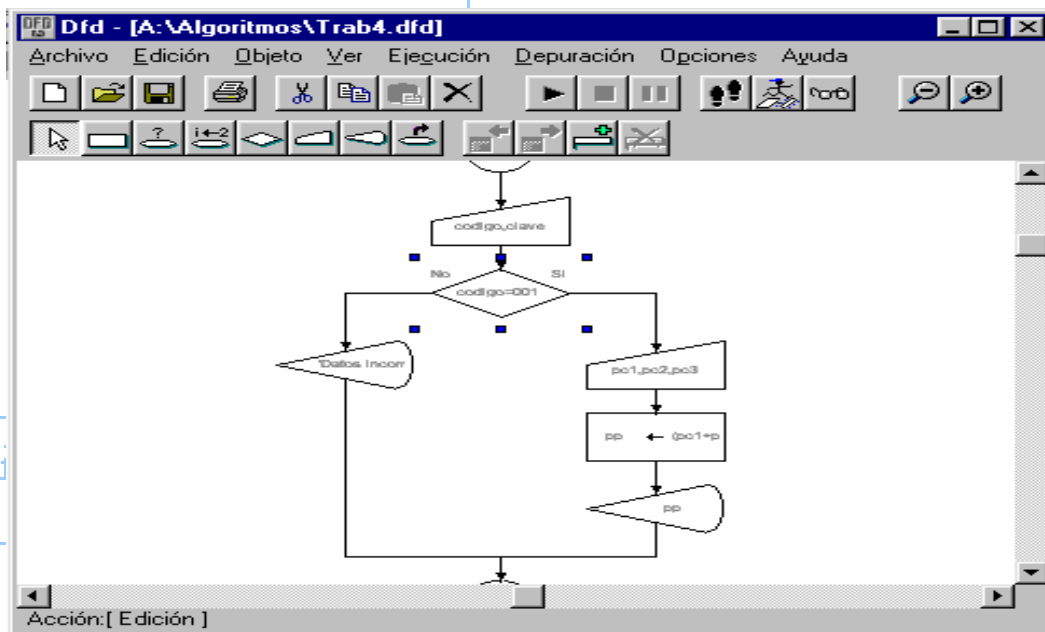 Dfd - [A:\Algoritmos\Trab4.dfd]
Archivo Edición Objeto Ver Ejecución Depuración Opciones Ayuda
? i←2
codigo,clave
No Si
codigo=001
'Datos Incorr
pc1,pc2,pc3
pp ← (pc1+p
pp
Acción:[ Edición ]